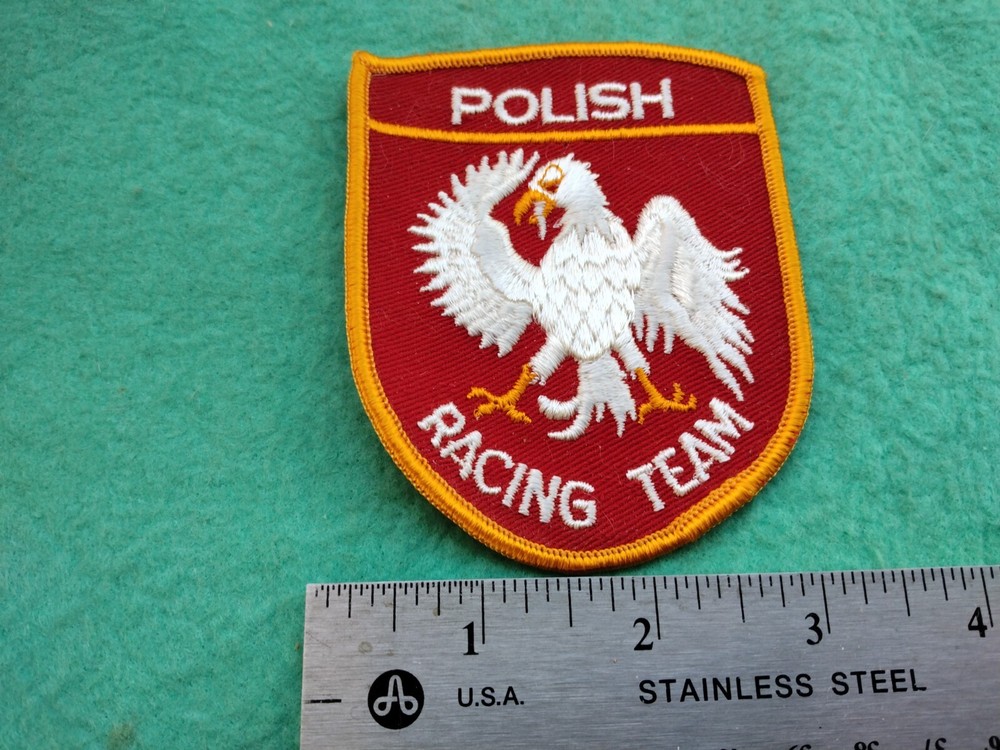 POLISH
RACING TEAM
1 2 3 4
U.S.A. STAINLESS STEEL